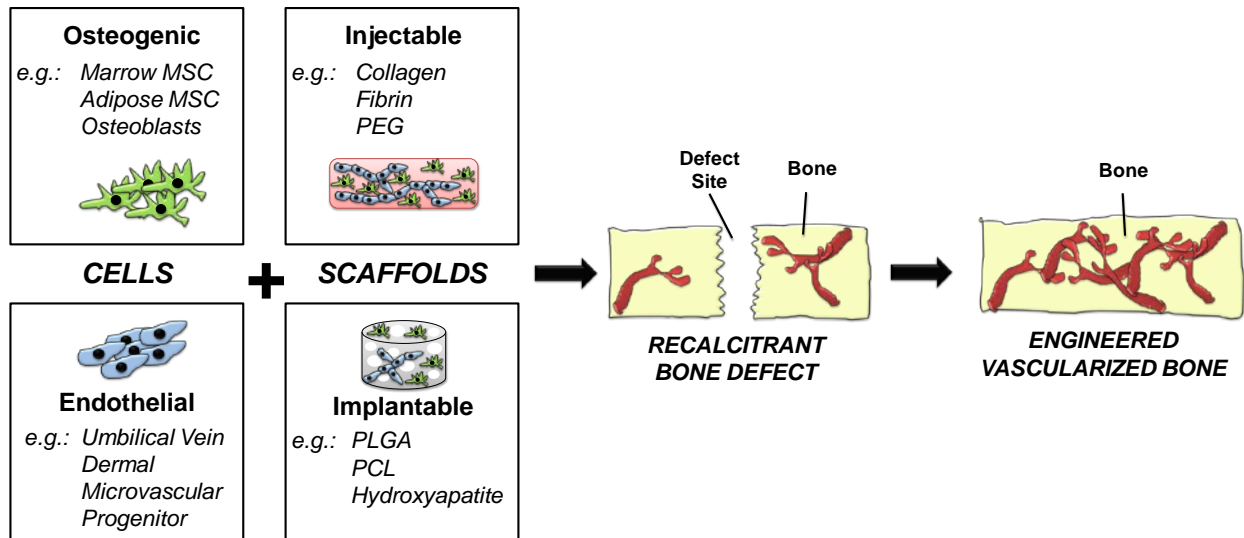 Osteogenic
e.g.: Marrow MSC
Adipose MSC
Osteoblasts
Injectable
e.g.: Collagen
Fibrin
PEG
CELLS
+
SCAFFOLDS
Endothelial
e.g.: Umbilical Vein
Dermal
Microvascular
Progenitor
Implantable
e.g.: PLGA
PCL
Hydroxyapatite
Defect
Site
Bone
RECALCITRANT
BONE DEFECT
Bone
ENGINEERED
VASCULARIZED BONE